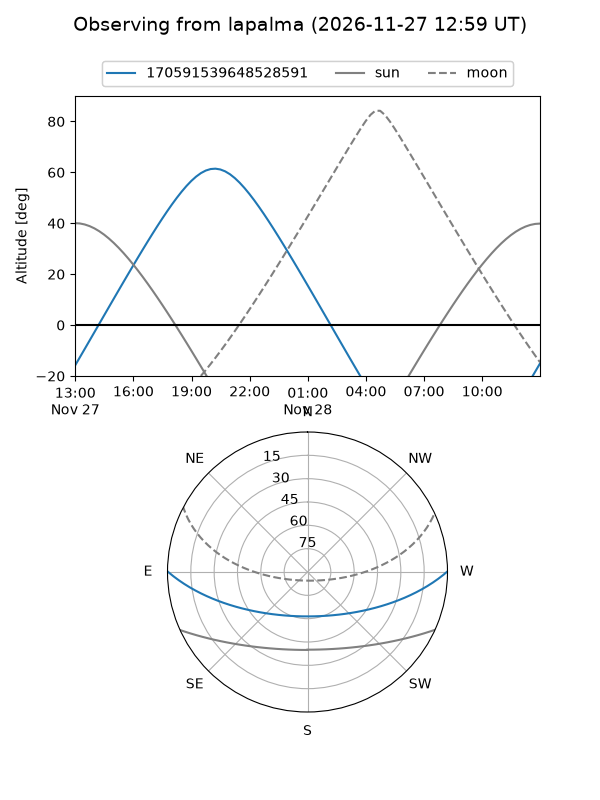 Observing from lapalma (2026-11-27 12:59 UT)
170591539648528591 sun moon
Altitude [deg]
80
60
40
20
0
−20
13:00 16:00 19:00 22:00 01:00 04:00 07:00 10:00
Nov 27 Nov 28
N
NE NW
15
30
45
60
75
E W
SE SW
S